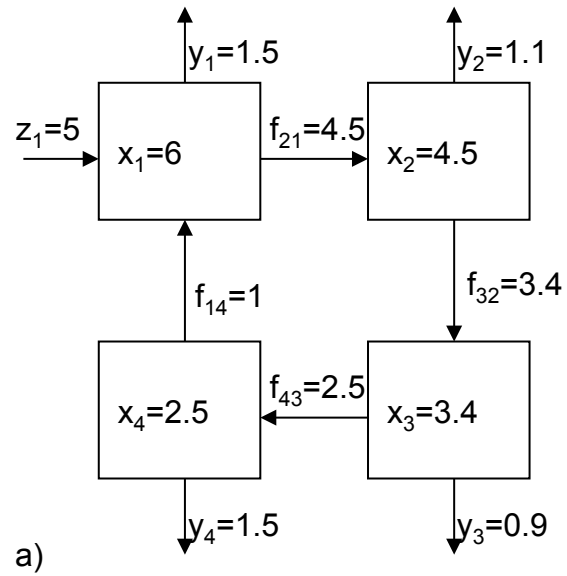 y₁=1.5
y₂=1.1
z₁=5
f₂₁=4.5
x₁=6
x₂=4.5
f₁₄=1
f₃₂=3.4
f₄₃=2.5
x₄=2.5
x₃=3.4
y₄=1.5
y₃=0.9
a)